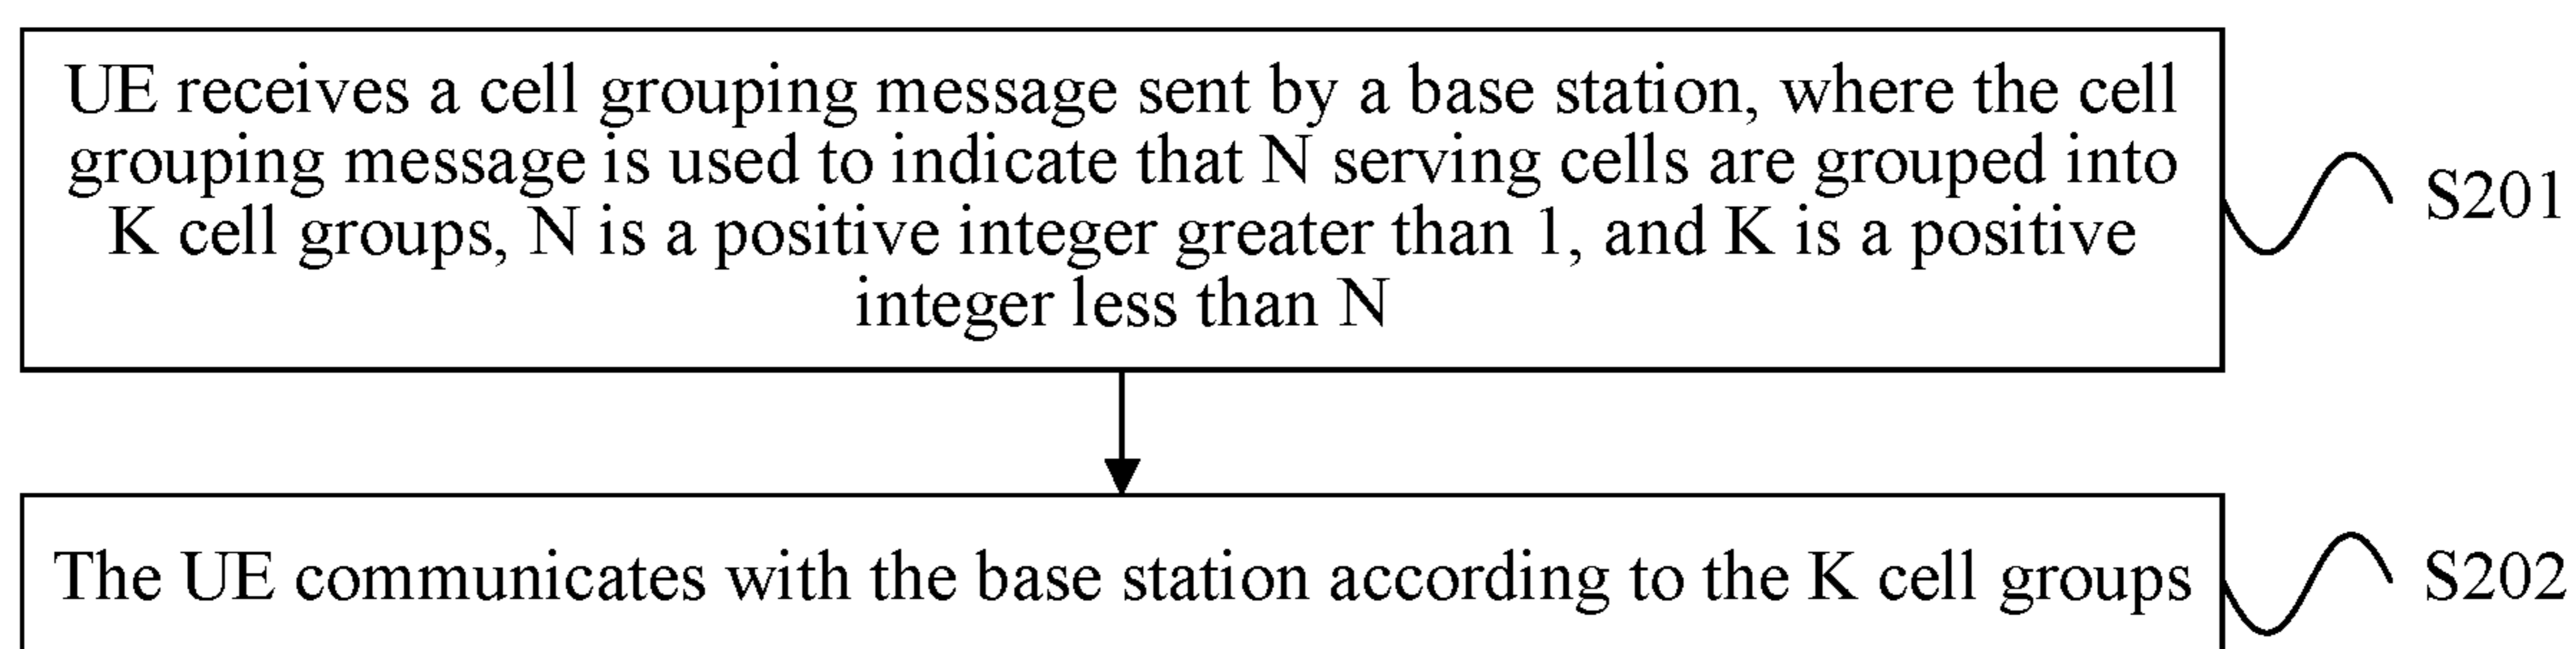 UE receives a cell grouping message sent by a base station, where the cell
grouping message is used to indicate that N serving cells are grouped into
K cell groups, N is a positive integer greater than 1, and K is a positive
integer less than N
S201
The UE communicates with the base station according to the K cell groups
S202